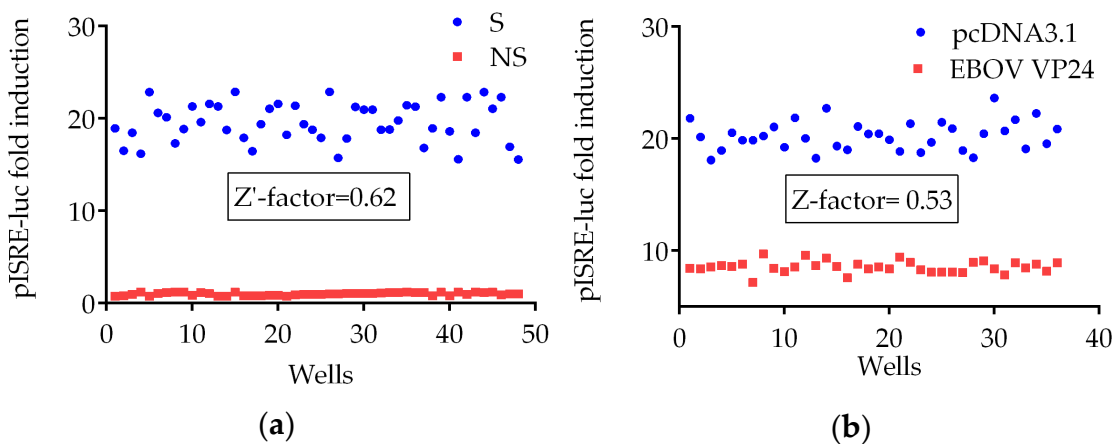 30
20
10
0
pISRE-luc fold induction
S
NS
Z'-factor=0.62
0 10 20 30 40 50
Wells
(a)
30
20
10
pISRE-luc fold induction
pcDNA3.1
EBOV VP24
Z-factor= 0.53
0 10 20 30 40
Wells
(b)